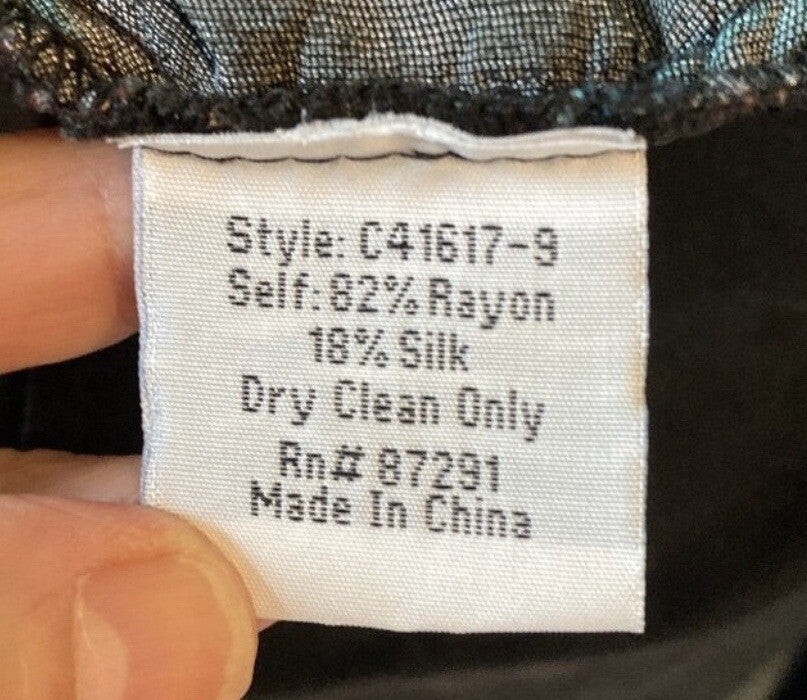 Style: C41617-9
Self: 82% Rayon
18% Silk
Dry Clean Only
Rn# 87291
Made In China